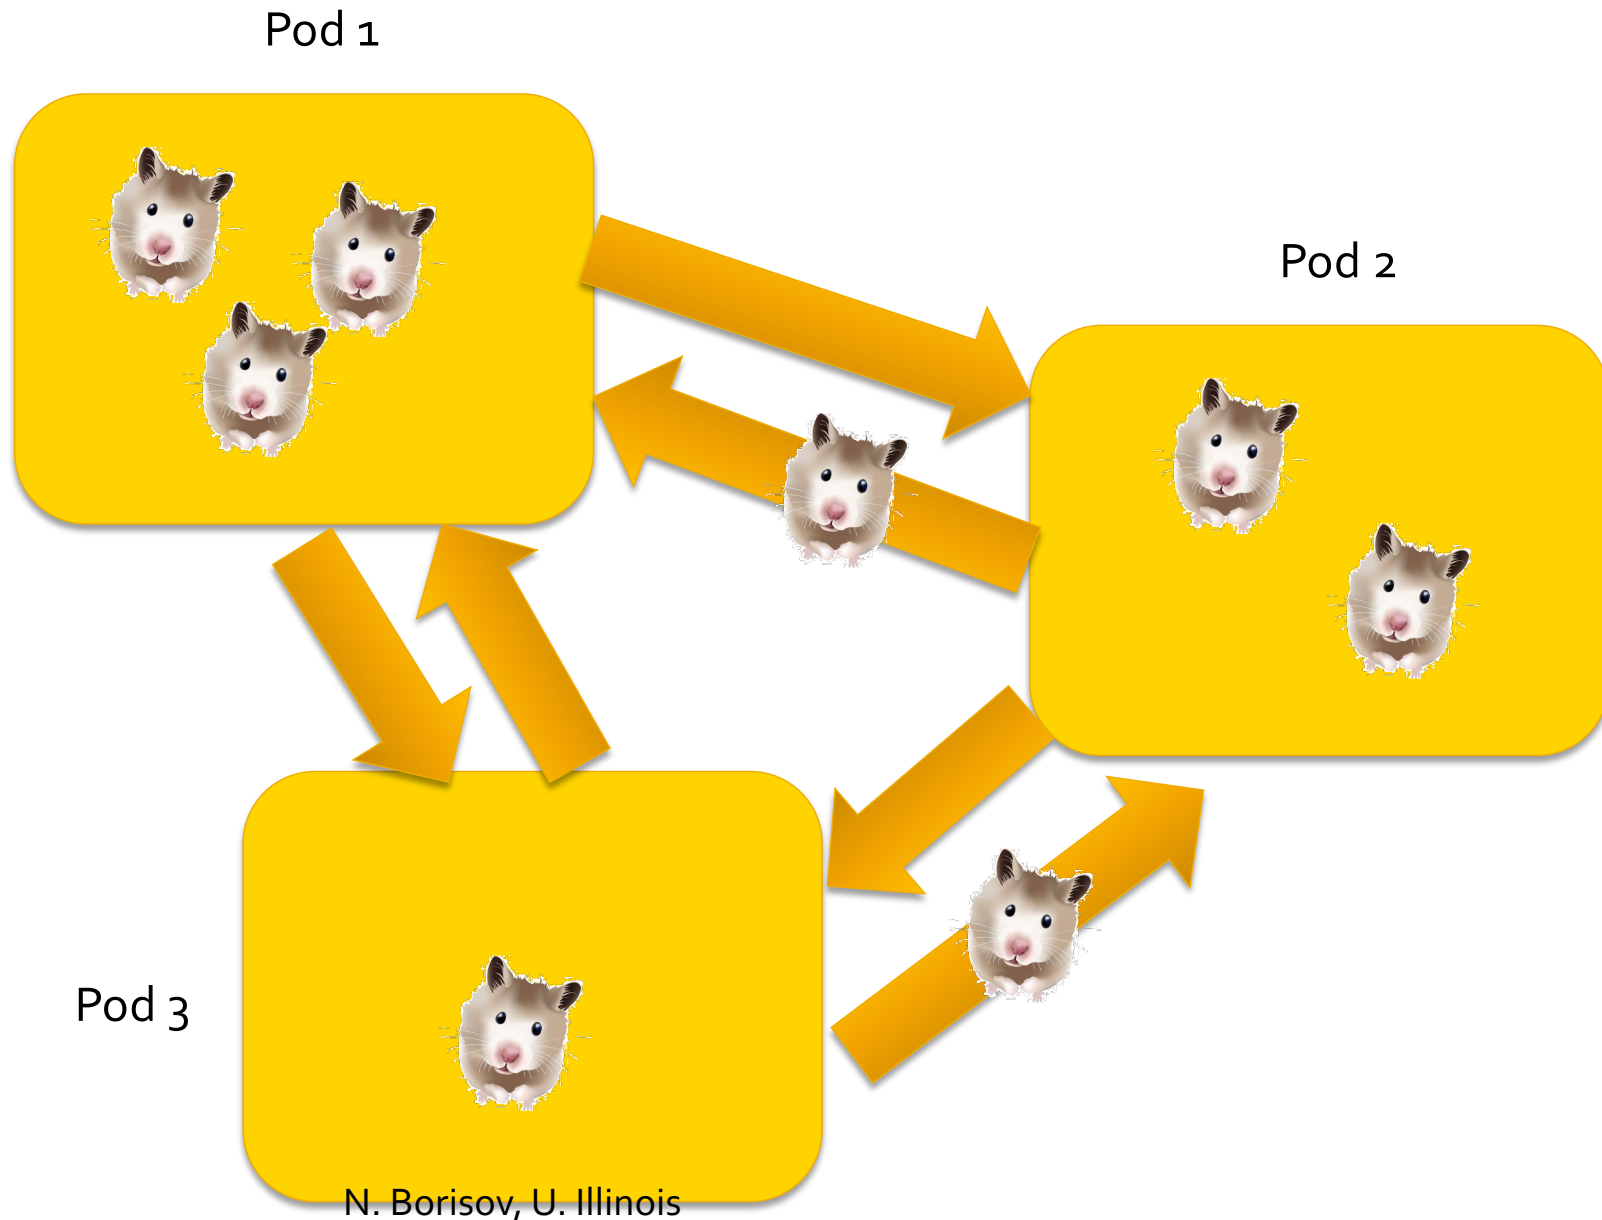 Pod 1
Pod 2
Pod 3
N. Borisov, U. Illinois